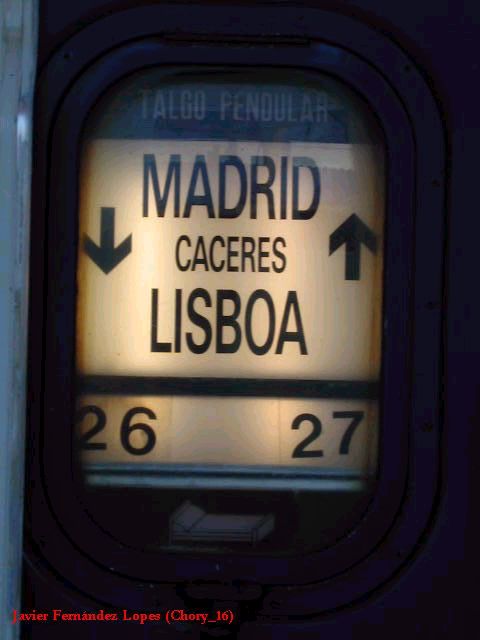 TALGO PENDULAR
MADRID
CACERES
LISBOA
26 27
Javier Fernández Lopes (Chory_16)